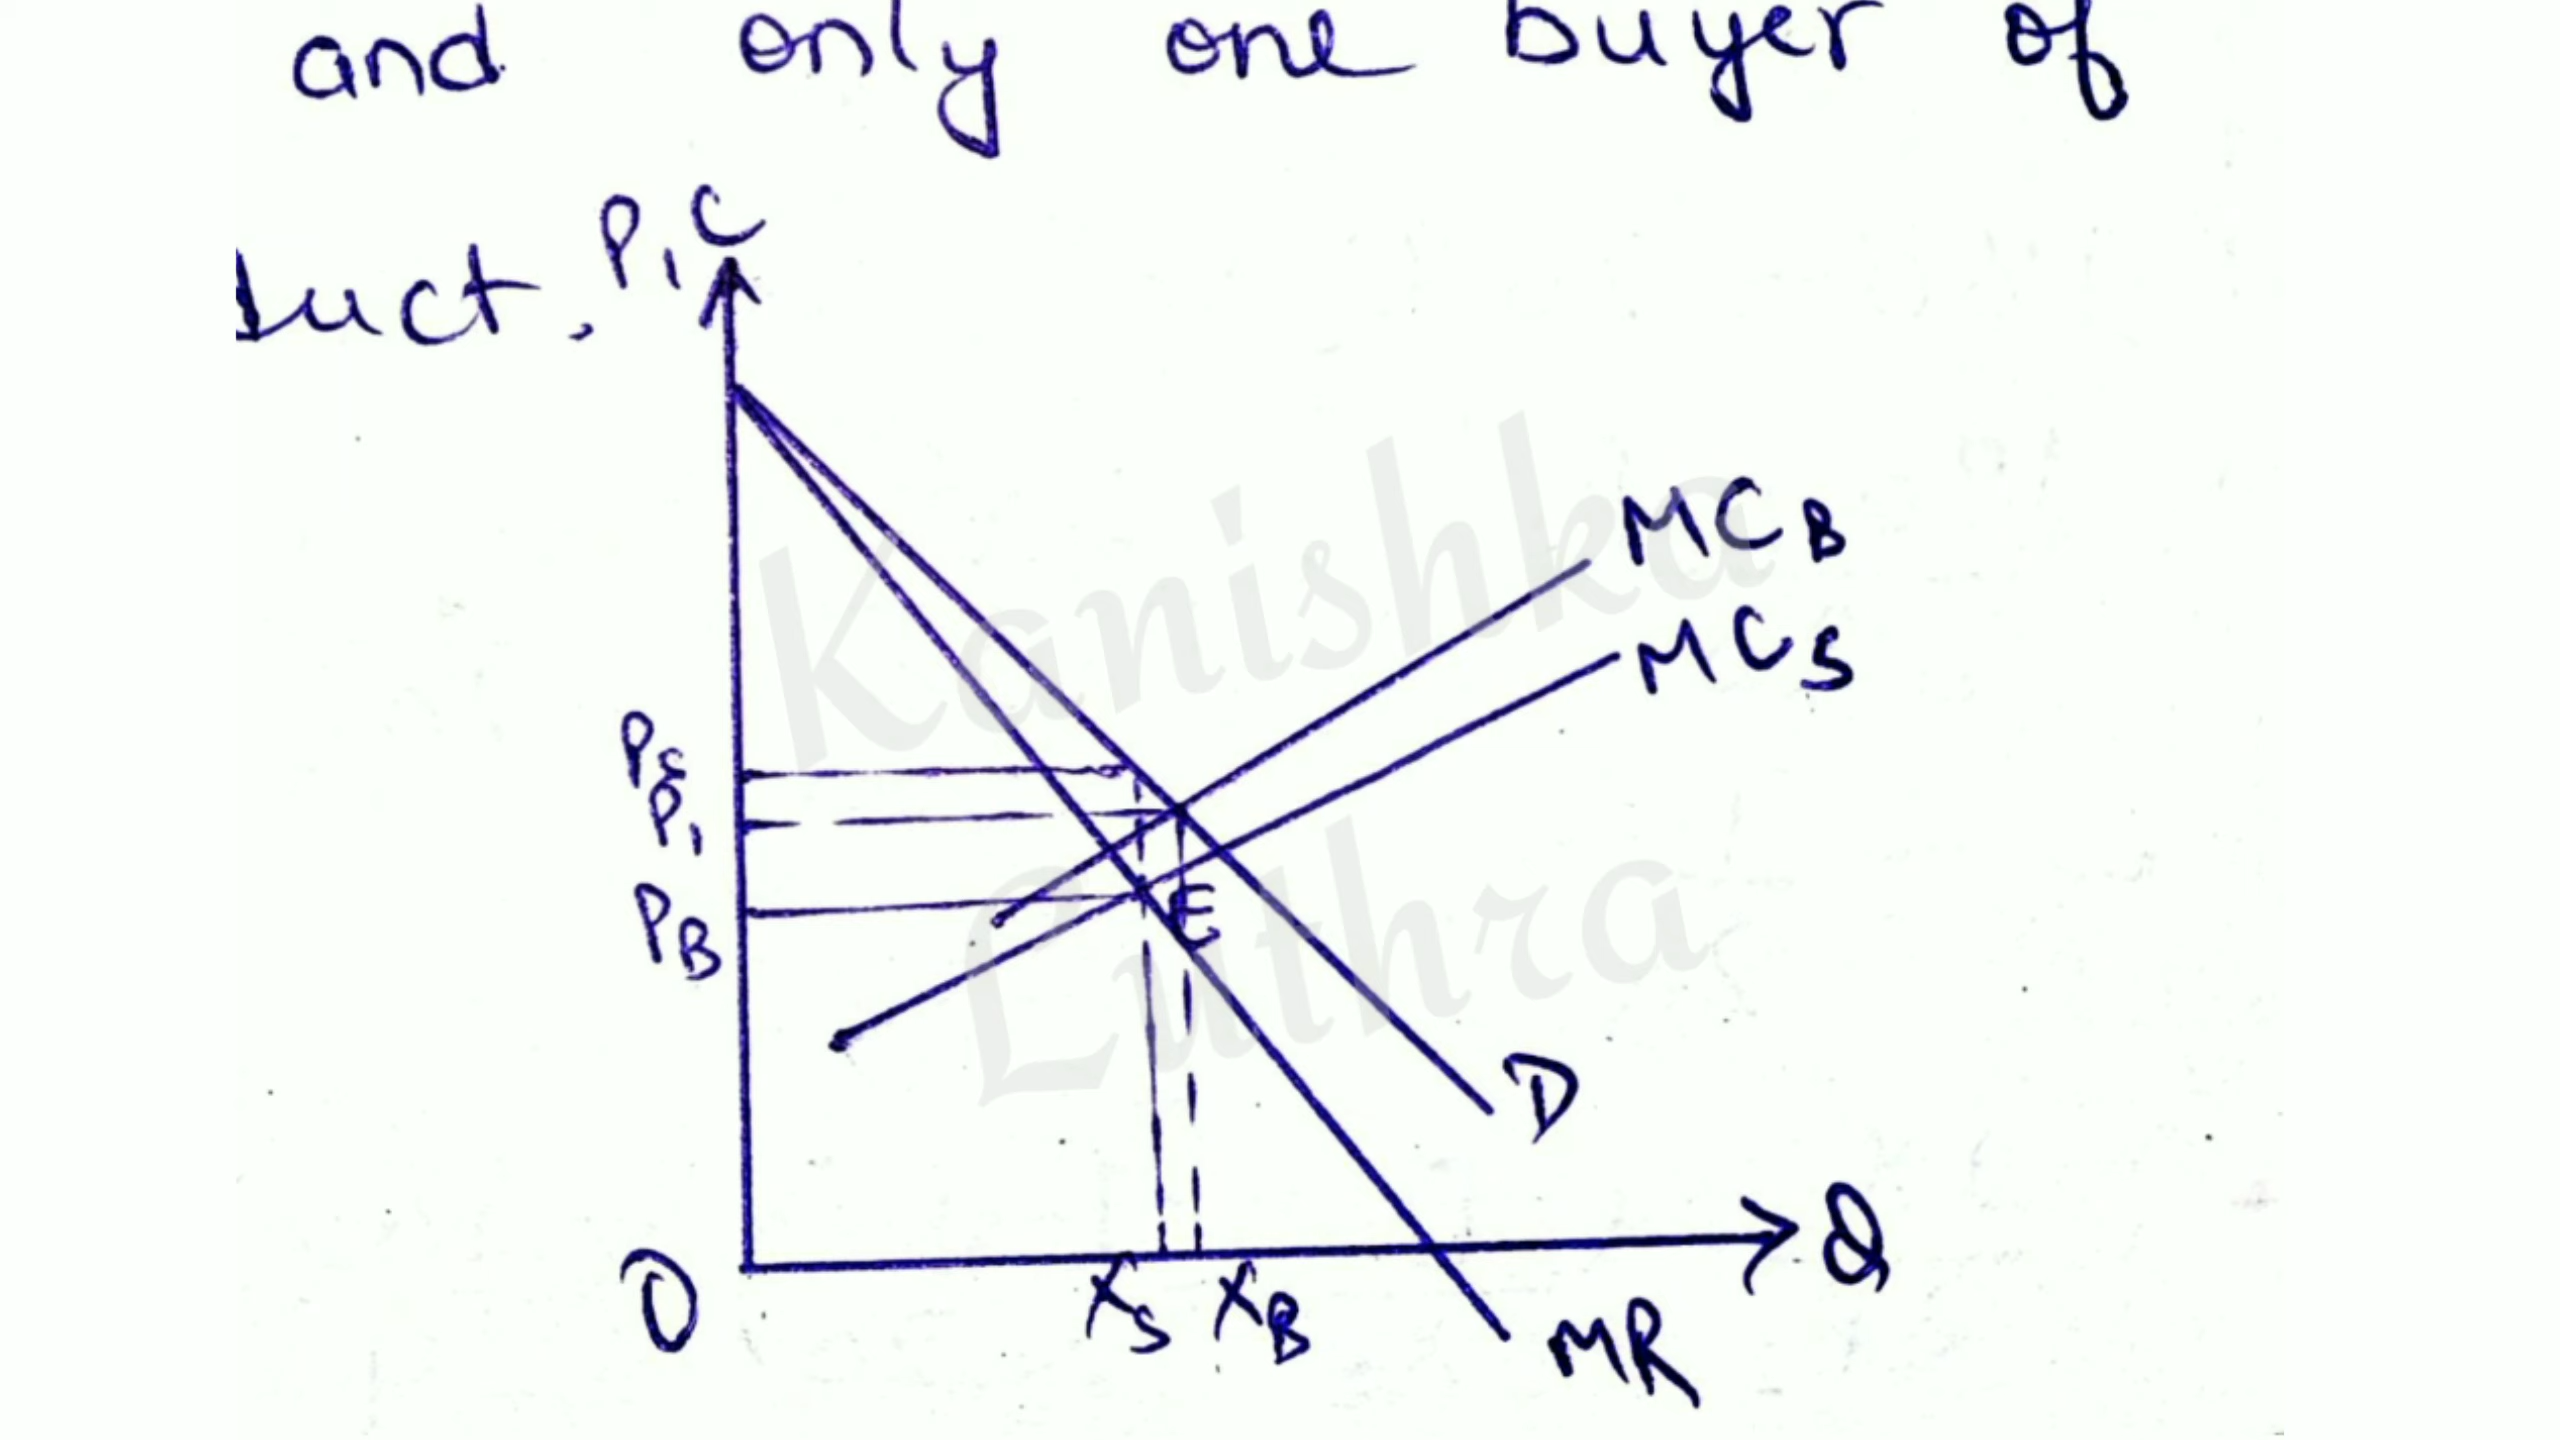 and only one buyer of
duct. P, C
MCB
MCS
PS
P1
PB
E
D
O
XS XB
Q
MR
Kanishka
Luthra